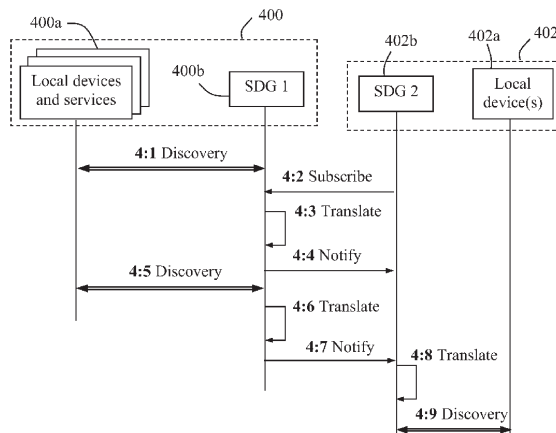 400a
400
402b
402a
402
Local devices
and services
400b
SDG 1
SDG 2
Local
device(s)
4:1 Discovery
4:2 Subscribe
4:3 Translate
4:4 Notify
4:5 Discovery
4:6 Translate
4:7 Notify
4:8 Translate
4:9 Discovery